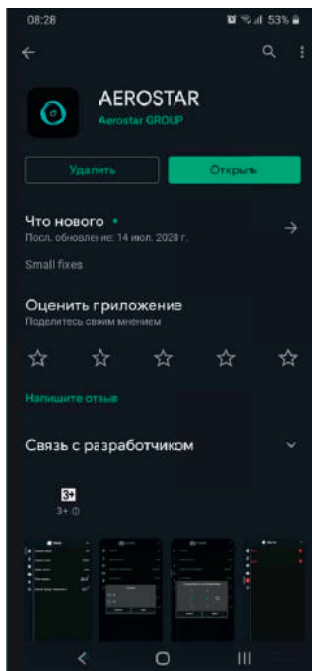 08:28 53%
AEROSTAR
Aerostar GROUP
Удалить Открыть
Что нового
Посл. обновление: 14 июл. 2021 г.
Small fixes
Оценить приложение
Поделитесь своим мнением
Напишите отзыв
Связь с разработчиком
3+
3+